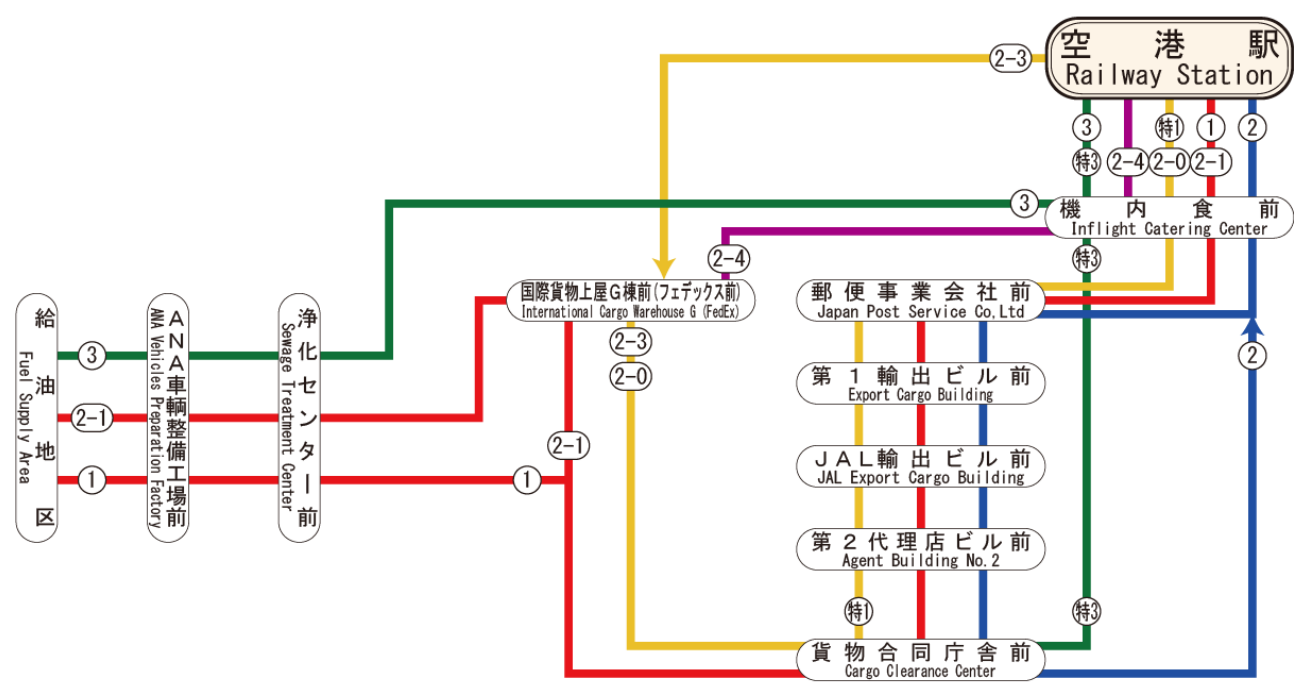 空港駅
Railway Station
2-3
3
特1
1
2
特3
2-4
2-0
2-1
3
機内食前
Inflight Catering Center
2-4
特3
国際貨物上屋G棟前(フェデックス前)
International Cargo Warehouse G (FedEx)
郵便事業会社前
Japan Post Service Co,Ltd
給油地区
Fuel Supply Area
ANA車輌整備工場前
ANA Vehicles Preparation Factory
浄化センター前
Sewage Treatment Center
3
2-3
2
2-0
第1輸出ビル前
Export Cargo Building
2-1
2-1
JAL輸出ビル前
JAL Export Cargo Building
1
1
第2代理店ビル前
Agent Building No.2
特1
特3
貨物合同庁舎前
Cargo Clearance Center